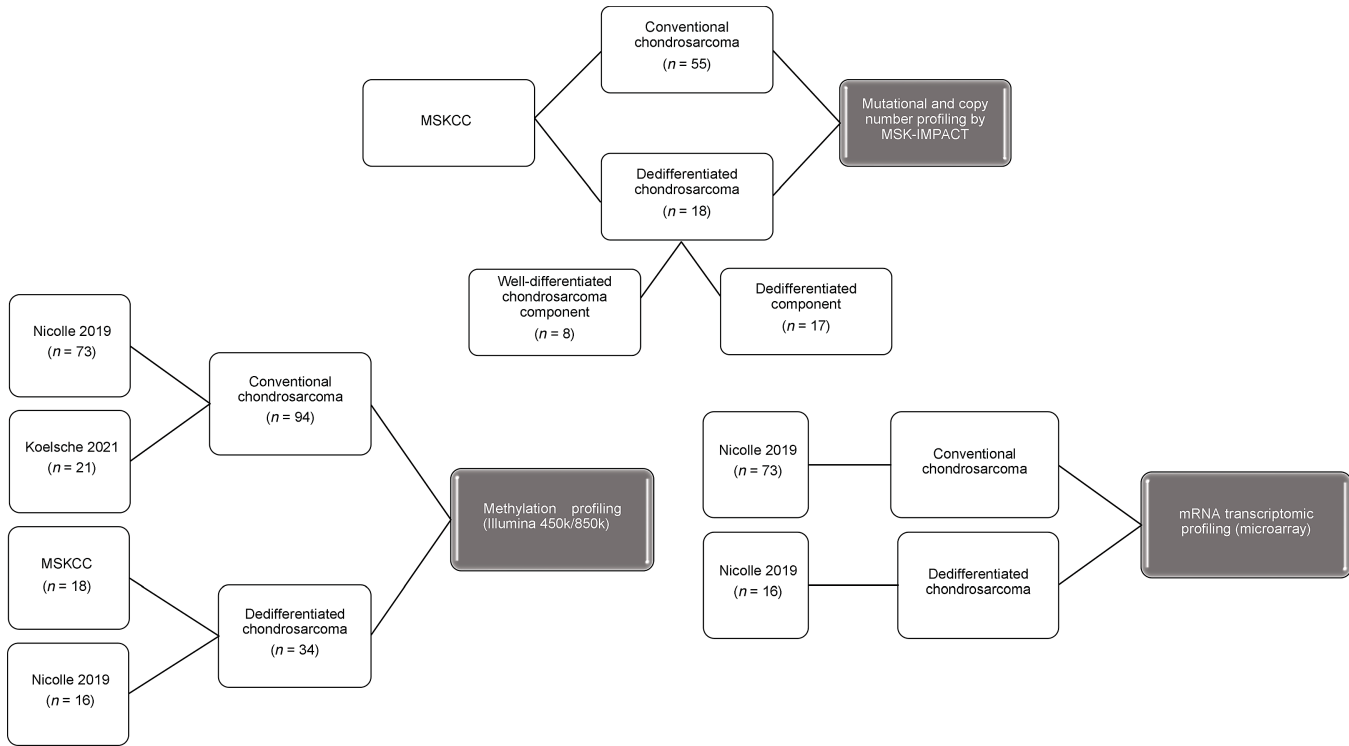 Conventional
chondrosarcoma
(n = 55)
MSKCC
Mutational and copy
number profiling by
MSK-IMPACT
Dedifferentiated
chondrosarcoma
(n = 18)
Well-differentiated
chondrosarcoma
component
(n = 8)
Dedifferentiated
component
(n = 17)
Nicolle 2019
(n = 73)
Conventional
chondrosarcoma
(n = 94)
Koelsche 2021
(n = 21)
Methylation profiling
(Illumina 450k/850k)
MSKCC
(n = 18)
Dedifferentiated
chondrosarcoma
(n = 34)
Nicolle 2019
(n = 16)
Nicolle 2019
(n = 73)
Conventional
chondrosarcoma
mRNA transcriptomic
profiling (microarray)
Nicolle 2019
(n = 16)
Dedifferentiated
chondrosarcoma